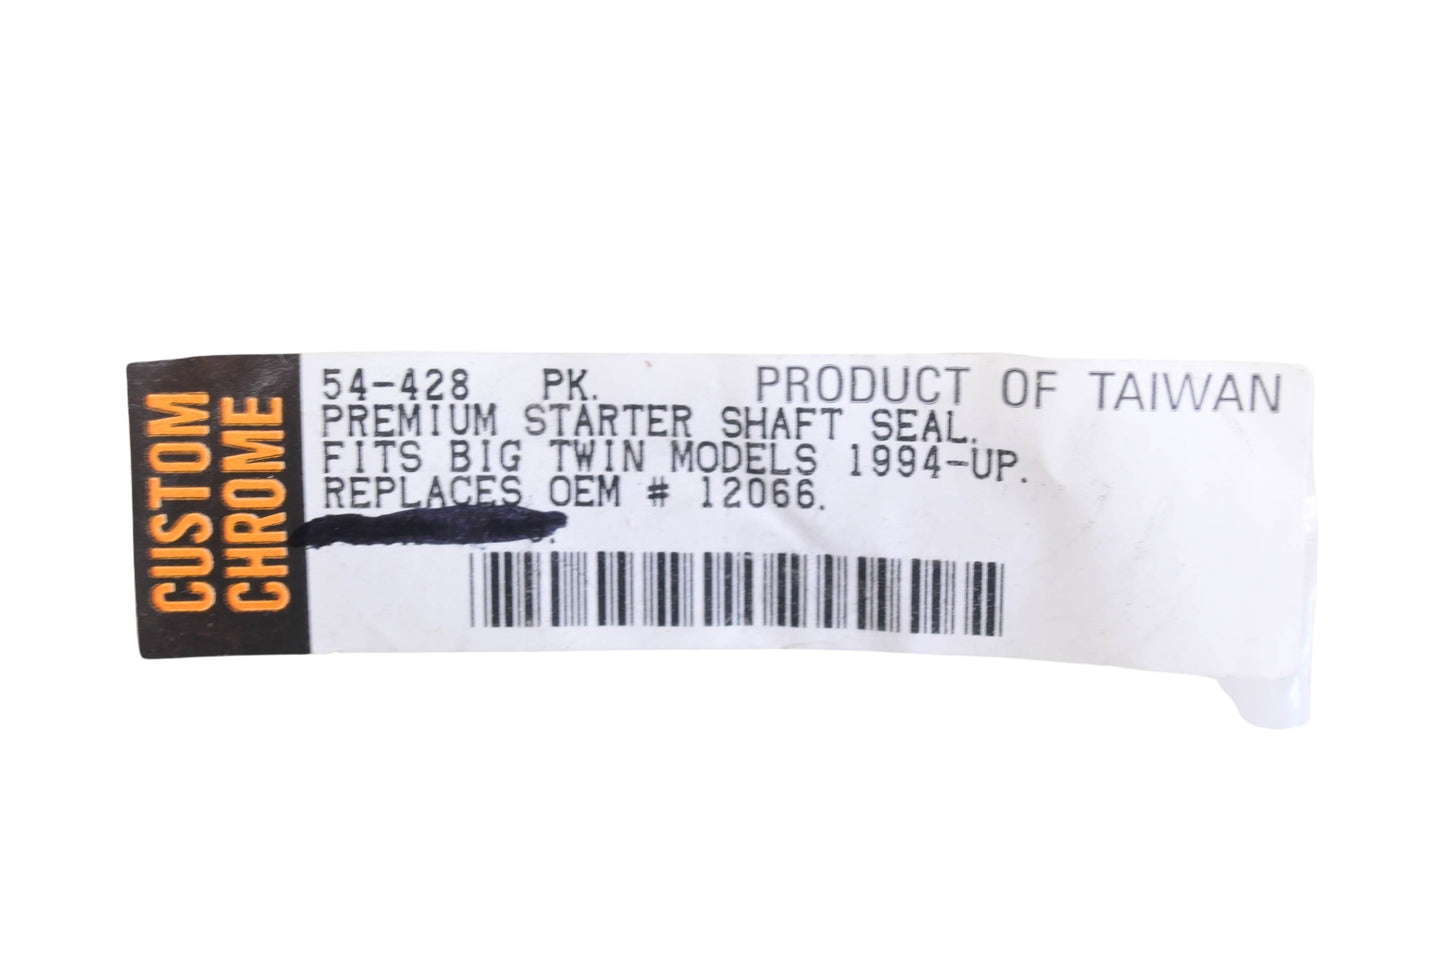 CUSTOM
CHROME
54-428 PK. PRODUCT OF TAIWAN
PREMIUM STARTER SHAFT SEAL.
FITS BIG TWIN MODELS 1994-UP.
REPLACES OEM # 12066.